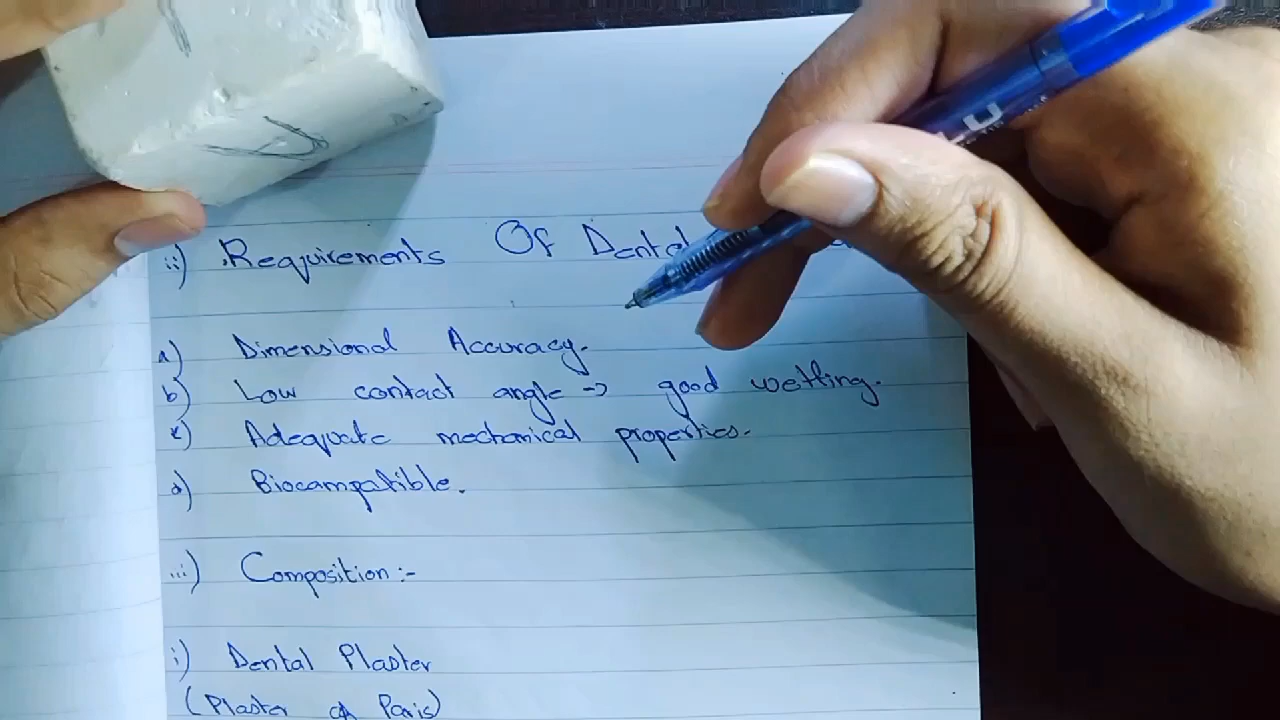 ii) Requirements Of Dental
a) Dimensional Accuracy.
b) Low contact angle -> good wetting.
c) Adequate mechanical properties.
d) Biocampatible.
iii) Composition :-
i) Dental Plaster
(Plaster of Paris)